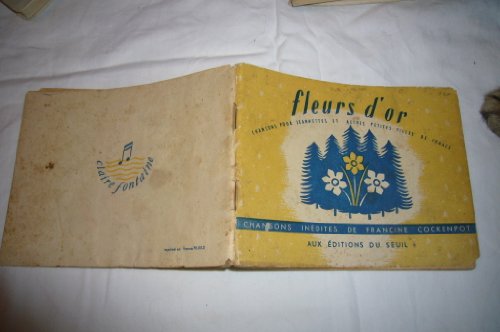 fleurs d'or
CHANSONS POUR JEANNETTES ET AUTRES PETITES FILLES DE FRANCE
CHANSONS INÉDITES DE FRANCINE COCKENPOT
AUX ÉDITIONS DU SEUIL
claire fontaine